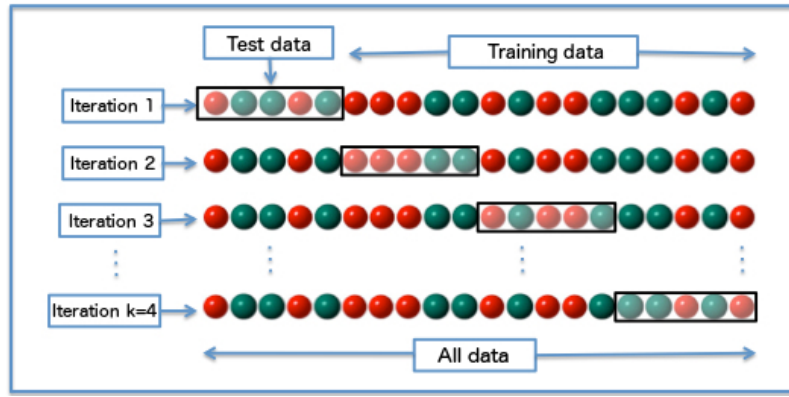 Test data
Training data
Iteration 1
Iteration 2
Iteration 3
Iteration k=4
All data